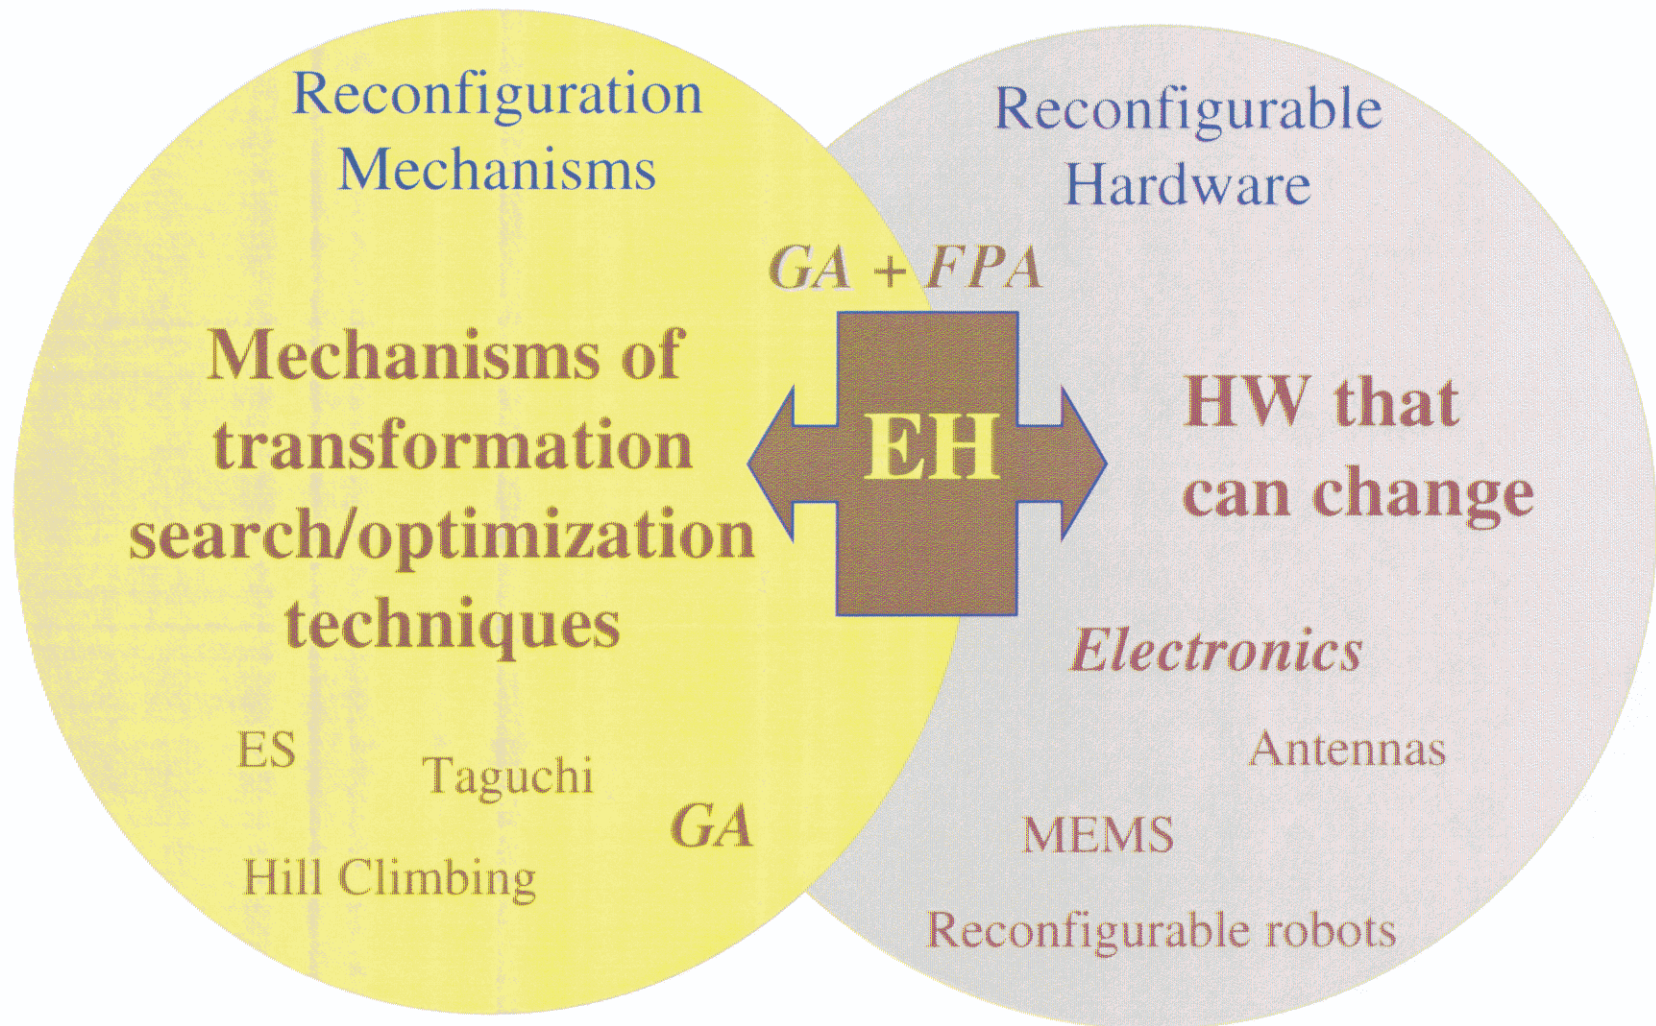 Reconfiguration
Mechanisms
Reconfigurable
Hardware
GA + FPA
Mechanisms of
transformation
search/optimization
techniques
EH
HW that
can change
Electronics
ES
Taguchi
GA
Hill Climbing
Antennas
MEMS
Reconfigurable robots